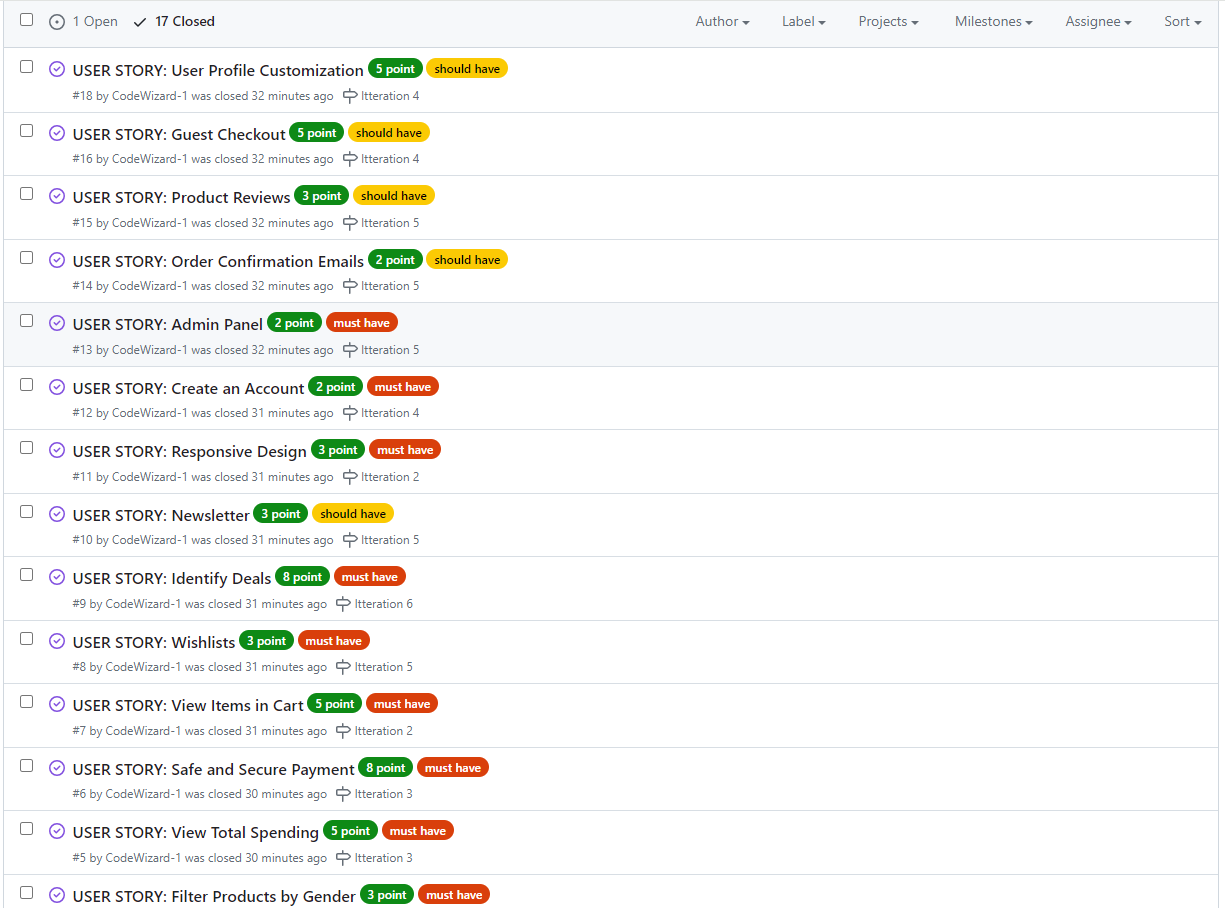 1 Open 17 Closed Author Label Projects Milestones Assignee Sort
USER STORY: User Profile Customization 5 point should have
#18 by CodeWizard-1 was closed 32 minutes ago Itteration 4
USER STORY: Guest Checkout 5 point should have
#16 by CodeWizard-1 was closed 32 minutes ago Itteration 4
USER STORY: Product Reviews 3 point should have
#15 by CodeWizard-1 was closed 32 minutes ago Itteration 5
USER STORY: Order Confirmation Emails 2 point should have
#14 by CodeWizard-1 was closed 32 minutes ago Itteration 5
USER STORY: Admin Panel 2 point must have
#13 by CodeWizard-1 was closed 32 minutes ago Itteration 5
USER STORY: Create an Account 2 point must have
#12 by CodeWizard-1 was closed 31 minutes ago Itteration 4
USER STORY: Responsive Design 3 point must have
#11 by CodeWizard-1 was closed 31 minutes ago Itteration 2
USER STORY: Newsletter 3 point should have
#10 by CodeWizard-1 was closed 31 minutes ago Itteration 5
USER STORY: Identify Deals 8 point must have
#9 by CodeWizard-1 was closed 31 minutes ago Itteration 6
USER STORY: Wishlists 3 point must have
#8 by CodeWizard-1 was closed 31 minutes ago Itteration 5
USER STORY: View Items in Cart 5 point must have
#7 by CodeWizard-1 was closed 31 minutes ago Itteration 2
USER STORY: Safe and Secure Payment 8 point must have
#6 by CodeWizard-1 was closed 30 minutes ago Itteration 3
USER STORY: View Total Spending 5 point must have
#5 by CodeWizard-1 was closed 30 minutes ago Itteration 3
USER STORY: Filter Products by Gender 3 point must have